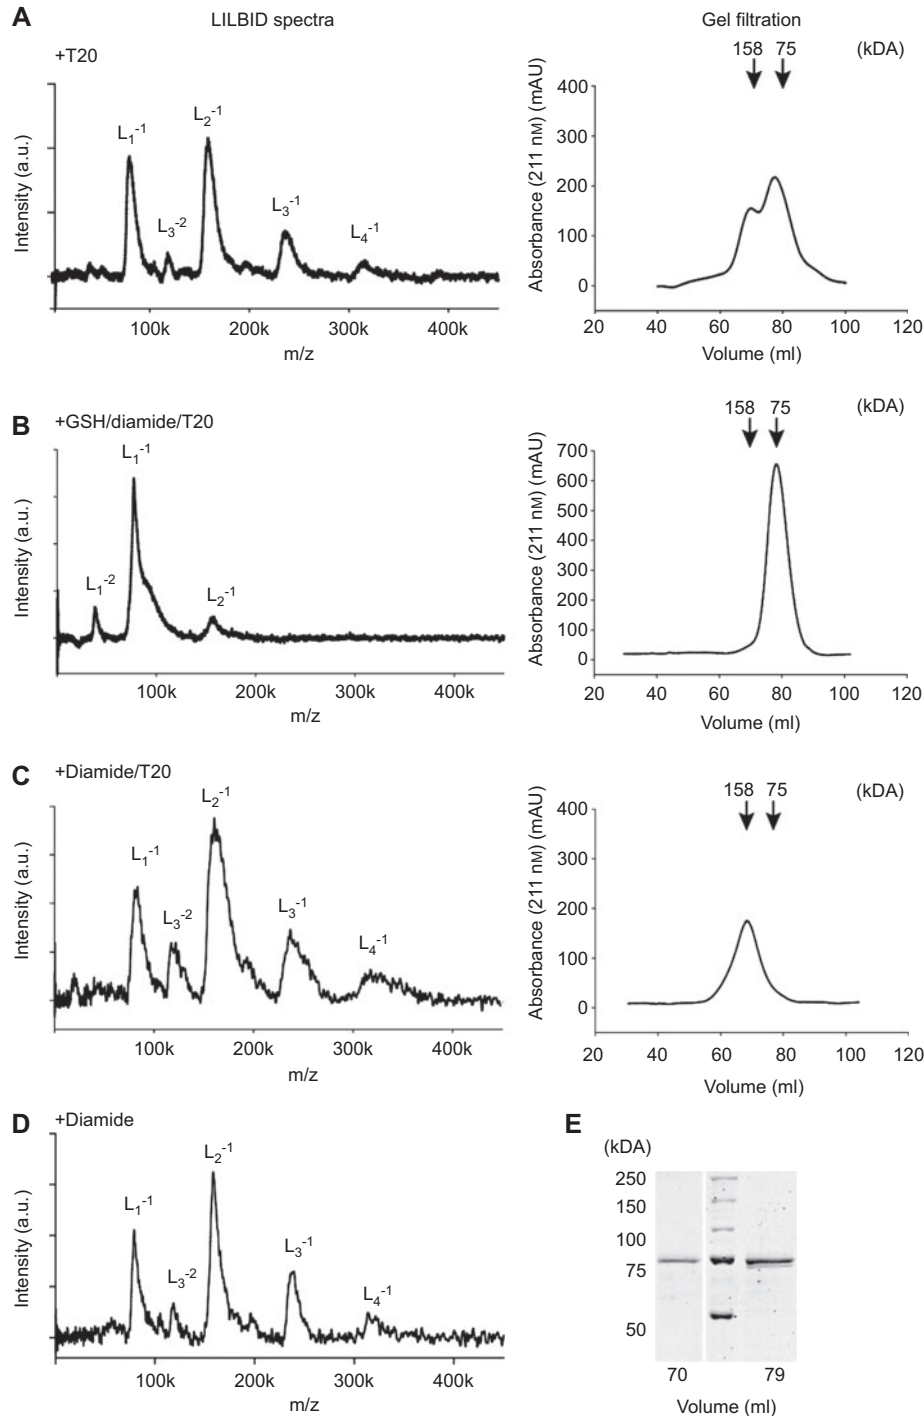 A
LILBID spectra
Gel filtration
+T20
158 75 (kDA)
Intensity (a.u.)
L1-1
L3-2
L2-1
L3-1
L4-1
100k 200k 300k 400k
m/z
Absorbance (211 nM) (mAU)
400
300
200
100
0
20 40 60 80 100 120
Volume (ml)
B
+GSH/diamide/T20
158 75 (kDA)
Intensity (a.u.)
L1-2
L1-1
L2-1
100k 200k 300k 400k
m/z
Absorbance (211 nM) (mAU)
700
600
500
400
300
200
100
0
20 40 60 80 100 120
Volume (ml)
C
+Diamide/T20
158 75 (kDA)
Intensity (a.u.)
L1-1
L3-2
L2-1
L3-1
L4-1
100k 200k 300k 400k
m/z
Absorbance (211 nM) (mAU)
400
300
200
100
0
20 40 60 80 100 120
Volume (ml)
D
+Diamide
Intensity (a.u.)
L1-1
L3-2
L2-1
L3-1
L4-1
100k 200k 300k 400k
m/z
E
(kDA)
250
150
100
75
50
70 79
Volume (ml)